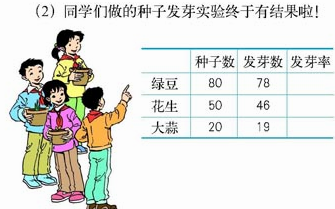 (2) 同学们做的种子发芽实验终于有结果啦!
种子数 发芽数 发芽率
绿豆 80 78
花生 50 46
大蒜 20 19